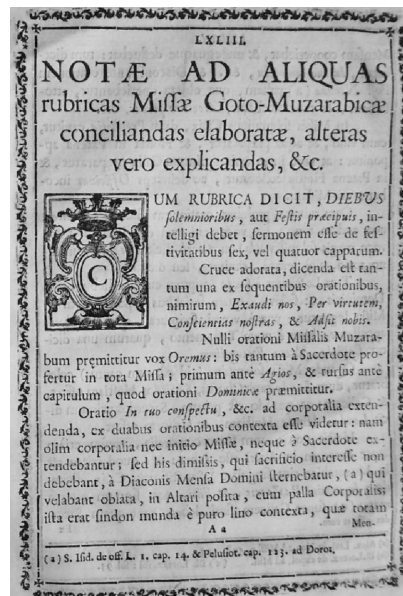 LXLIII.
NOTÆ AD ALIQUAS
rubricas Miſſæ Goto-Muzarabicæ
conciliandas elaboratæ, alteras
vero explicandas, &c.
CUM RUBRICA DICIT, DIEBUS
ſolemnioribus, aut Feſtis præcipuis, in-
telligi debet, ſermonem eſſe de feſ-
tivitatibus ſex, vel quatuor capparum.
Cruce adorata, dicenda eſt tan-
tum una ex ſequentibus orationibus,
nimirum, Exaudi nos, Per virtutem,
Conſcientias noſtras, & Adſit nobis.
Nulli orationi Miſſalis Muzara-
bum præmittitur vox Oremus: bis tantum à Sacerdote pro-
fertur in tota Miſſa; primum ante Agios, & rurſus ante
capitulum, quod orationi Dominicæ præmittitur.
Oratio In tuo conſpectu, &c. ad corporalia exten-
denda, ex duabus orationibus contexta eſſe videtur: nam
olim corporalia nec initio Miſſæ, neque à Sacerdote ex-
tendebantur; ſed his dimiſſis, qui ſacrificio intereſſe non
debebant, à Diaconis Menſa Domini ſternebatur, (a) qui
velabant oblata, in Altari poſita, cum palla Corporalis:
iſta erat ſindon munda è puro lino contexta, quæ totam
A a Men-
(a) S. Iſid. de off. L. 1. cap. 14. & Peluſiot. cap. 123. ad Dorot.